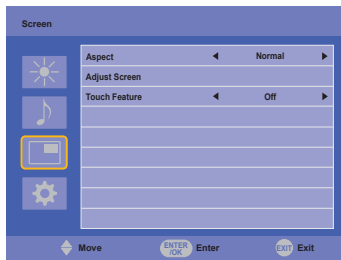 Screen
Aspect Normal
Adjust Screen
Touch Feature Off
Move ENTER /OK Enter EXIT Exit